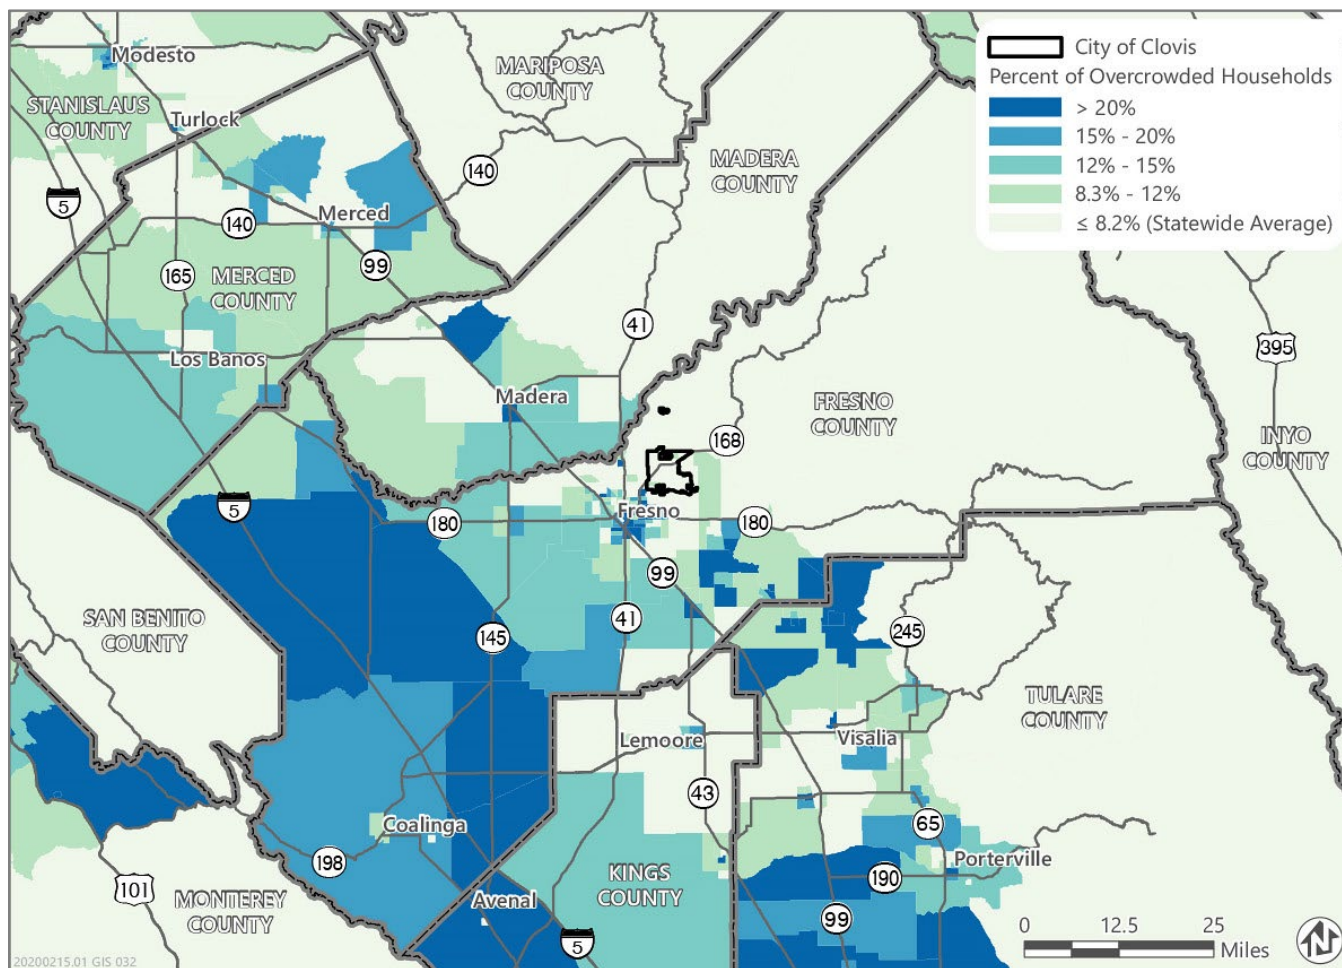 City of Clovis
Percent of Overcrowded Households
> 20%
15% - 20%
12% - 15%
8.3% - 12%
≤ 8.2% (Statewide Average)
Modesto
MARIPOSA
COUNTY
STANISLAUS
COUNTY
Turlock
MADERA
COUNTY
140
5
Merced
140
99
165
MERCED
COUNTY
41
395
Los Banos
Madera
FRESNO
COUNTY
168
INYO
COUNTY
5
180
Fresno
180
99
SAN BENITO
COUNTY
145
41
245
TULARE
COUNTY
Lemoore
Visalia
43
Coalinga
65
198
Porterville
101
MONTEREY
COUNTY
Avenal
KINGS
COUNTY
190
99
5
0 12.5 25
Miles
N
20200215.01 GIS 032